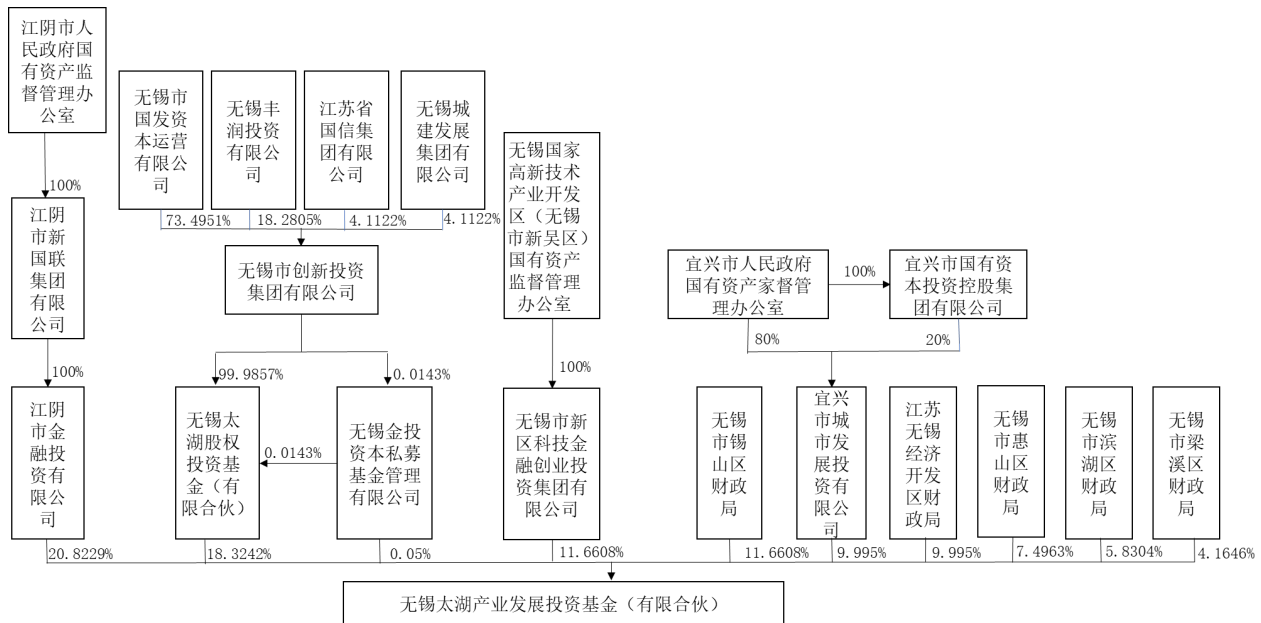 江阴市人
民政府国
有资产监
督管理办
公室
100%
江阴
市新
国联
集团
有限
公司
100%
江阴
市金
融投
资有
限公
司
无锡市
国发资
本运营
有限公
司
无锡丰
润投资
有限公
司
江苏省
国信集
团有限
公司
无锡城
建发展
集团有
限公司
73.4951%
18.2805%
4.1122%
4.1122%
无锡市创新投资
集团有限公司
99.9857%
0.0143%
无锡太
湖股权
投资基
金（有
限合伙）
0.0143%
无锡金投
资本私募
基金管理
有限公司
无锡国家
高新技术
产业开发
区（无锡
市新吴区）
国有资产
监督管理
办公室
100%
无锡市新
区科技金
融创业投
资集团有
限公司
宜兴市人民政府
国有资产家督管
理办公室
100%
宜兴市国有资
本投资控股集
团有限公司
80%
20%
无锡
市锡
山区
财政
局
宜兴
市城
市发
展投
资有
限公
司
江苏
无锡
经济
开发
区财
政局
无锡
市惠
山区
财政
局
无锡
市滨
湖区
财政
局
无锡
市梁
溪区
财政
局
20.8229%
18.3242%
0.05%
11.6608%
11.6608%
9.995%
9.995%
7.4963%
5.8304%
4.1646%
无锡太湖产业发展投资基金（有限合伙）